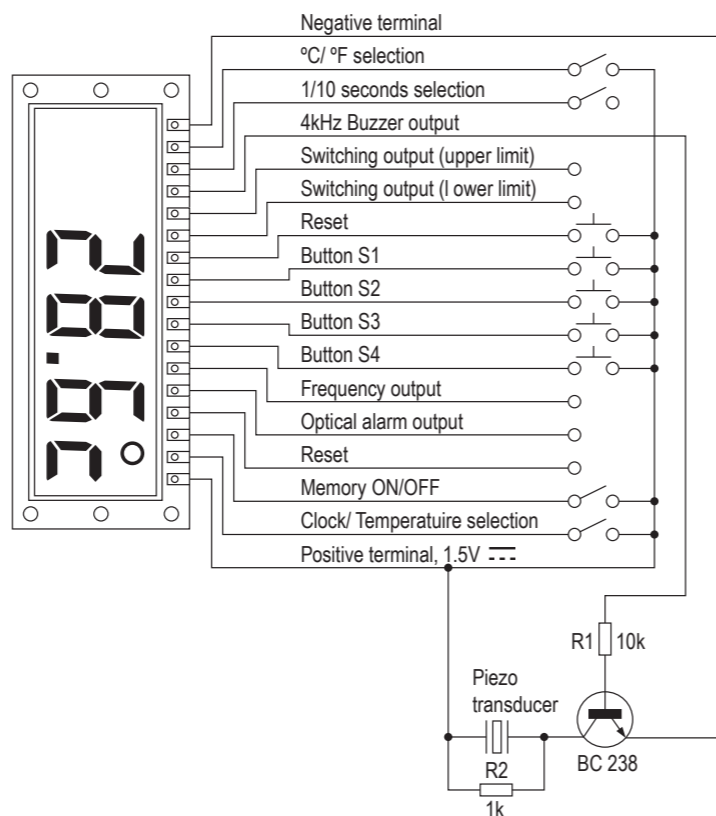 Negative terminal
ºC/ ºF selection
1/10 seconds selection
4kHz Buzzer output
Switching output (upper limit)
Switching output (l ower limit)
Reset
Button S1
Button S2
Button S3
Button S4
Frequency output
Optical alarm output
Reset
Memory ON/OFF
Clock/ Temperatuire selection
Positive terminal, 1.5V
28.6°c
R1 10k
Piezo
transducer
R2
1k
BC 238